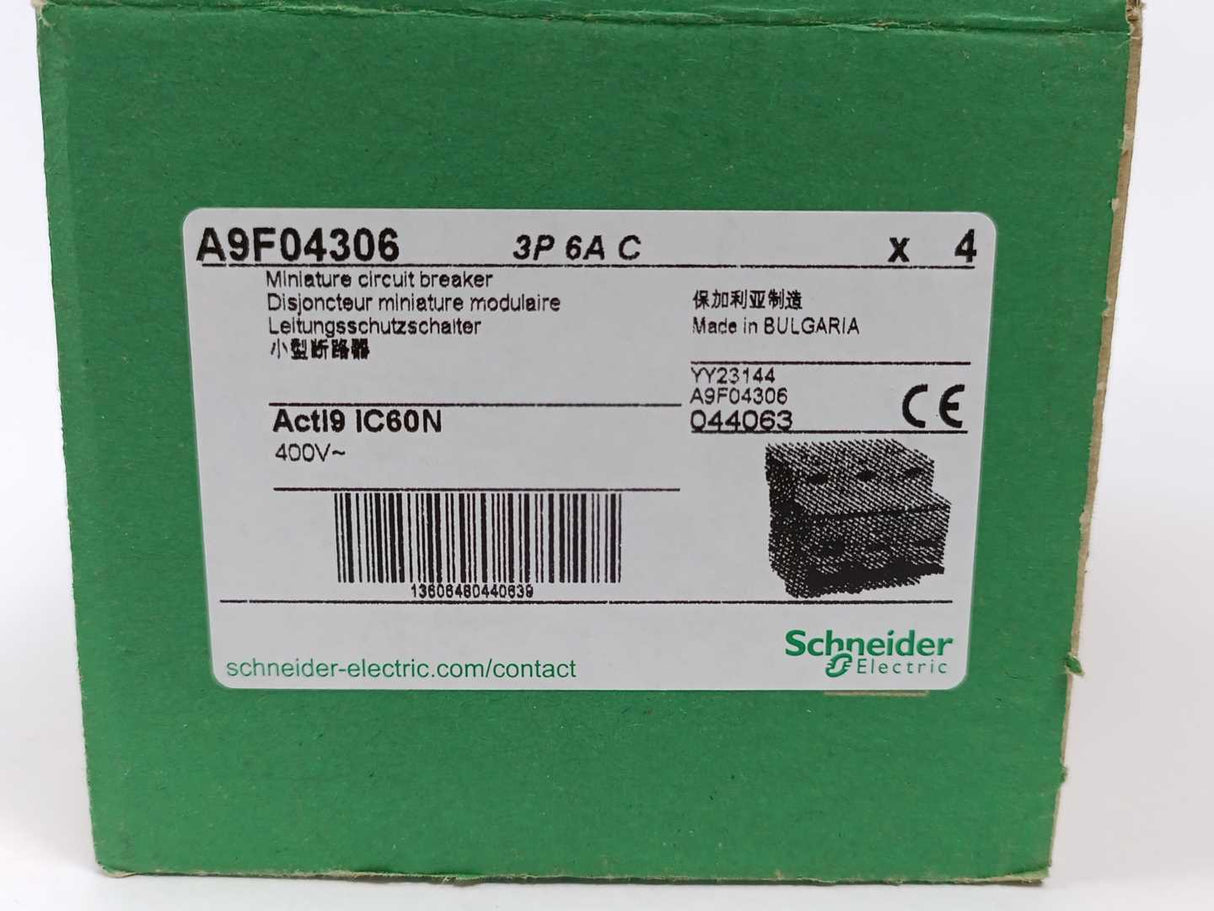 A9F04306 3P 6A C x 4
Miniature circuit breaker
Disjoncteur miniature modulaire
Leitungsschutzschalter
小型断路器
保加利亚制造
Made in BULGARIA
YY23144
A9F04306
044063
CE
Acti9 iC60N
400V~
13606480440639
schneider-electric.com/contact
Schneider
Electric